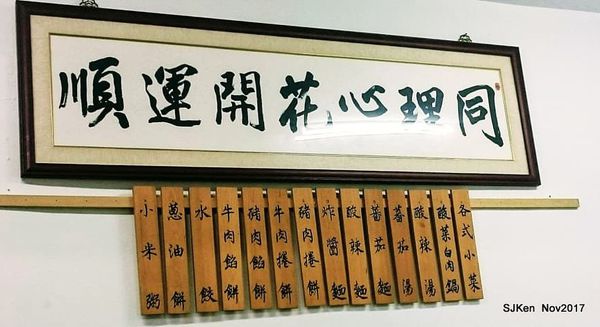 同理心花開運順
各式小菜
酸菜白肉鍋
酸辣湯
蕃茄湯
蕃茄麵
酸辣麵
炸醬麵
豬肉捲餅
牛肉捲餅
豬肉餡餅
牛肉餡餅
水餃
蔥油餅
小米粥
SJKen Nov2017